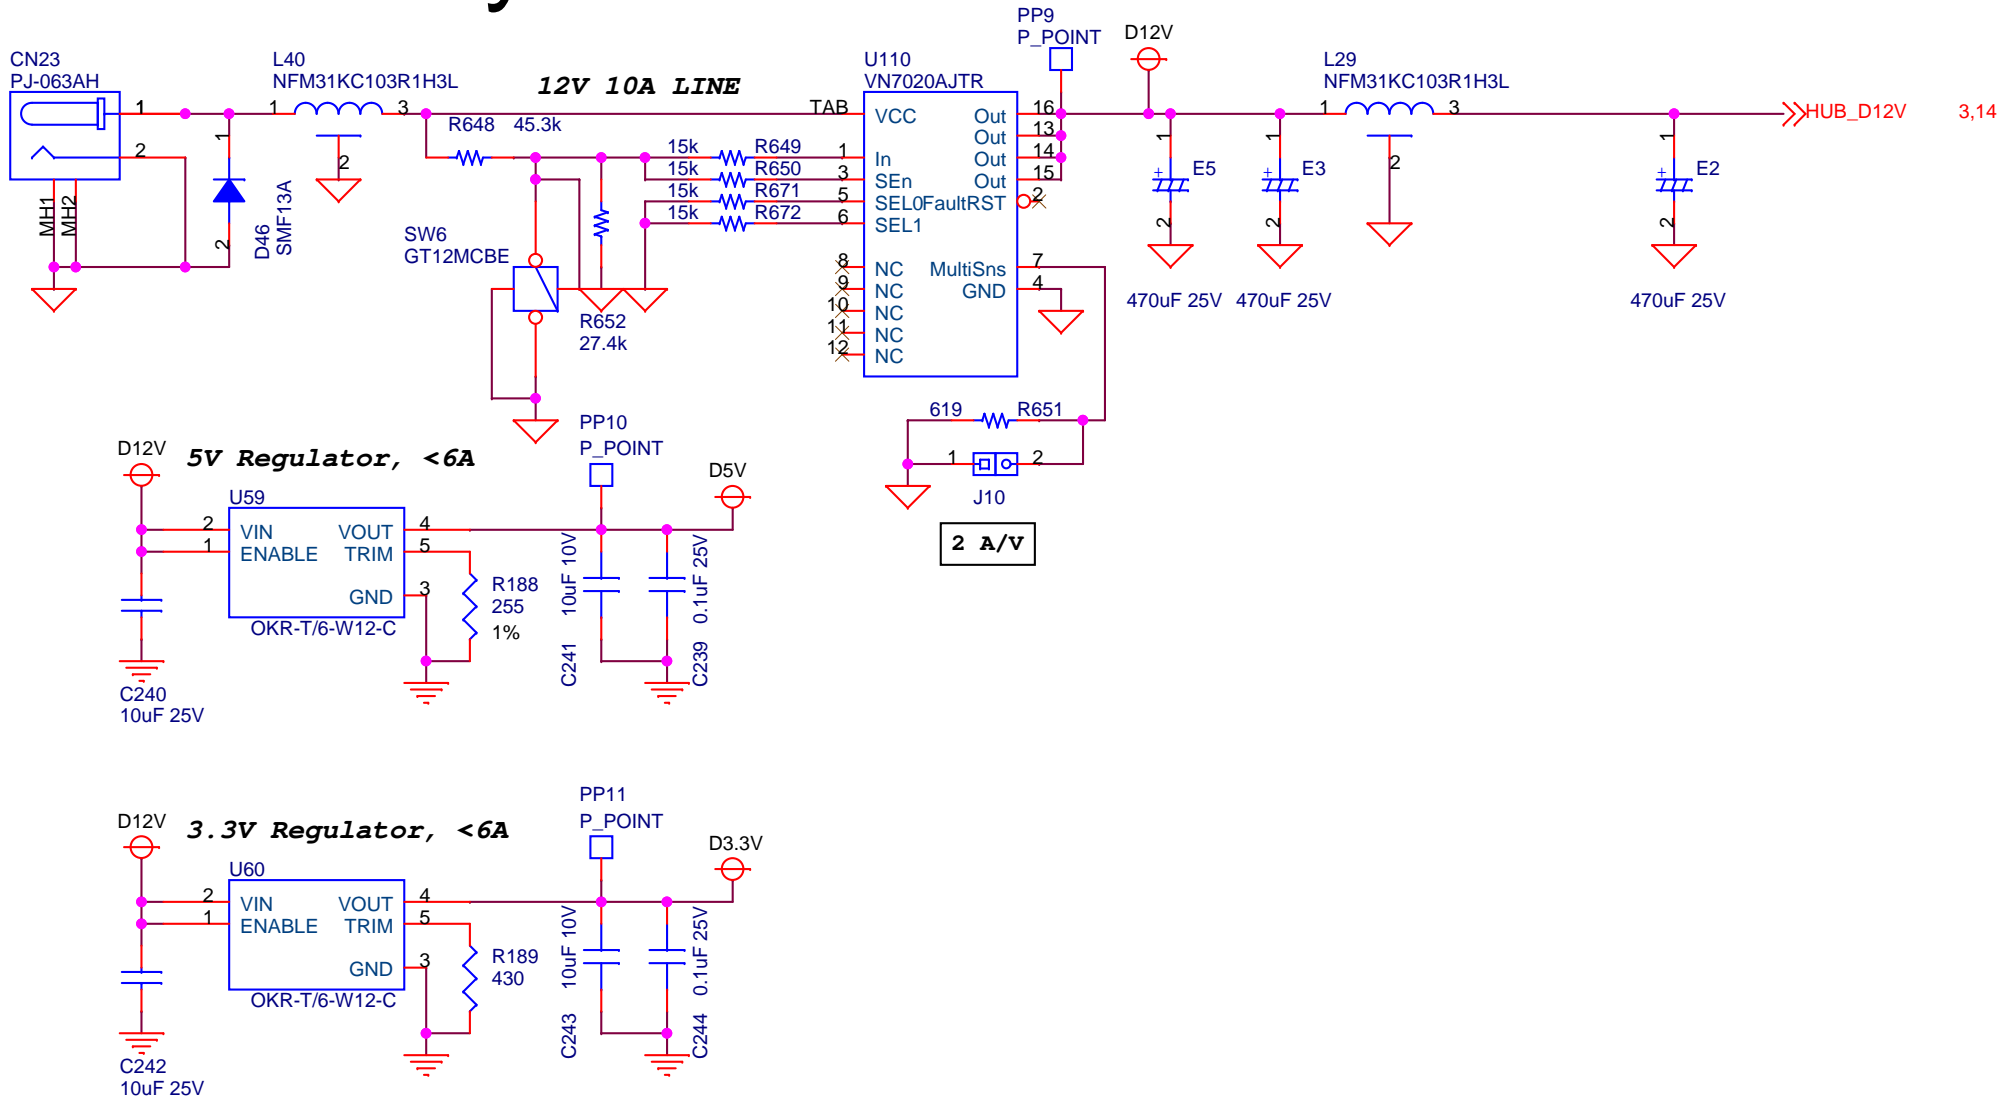 CN23
PJ-063AH
1
2
MH1
MH2
1
2
D46
SMF13A
L40
NFM31KC103R1H3L
1
3
2
12V 10A LINE
R648
45.3k
SW6
GT12MCBE
R652
27.4k
15k
R649
15k
R650
15k
R671
15k
R672
U110
VN7020AJTR
TAB
VCC
Out
16
Out
13
1
In
Out
14
3
SEn
Out
15
5
SEL0
FaultRST
2
6
SEL1
8
NC
MultiSns
7
9
NC
GND
4
10
NC
11
NC
12
NC
619
R651
1
2
J10
2 A/V
PP9
P_POINT
D12V
1
2
E5
470uF 25V
1
2
E3
470uF 25V
L29
NFM31KC103R1H3L
1
3
2
1
2
E2
470uF 25V
HUB_D12V
3,14
D12V
5V Regulator, <6A
U59
2
VIN
VOUT
4
1
ENABLE
TRIM
5
GND
3
OKR-T/6-W12-C
C240
10uF 25V
R188
255
1%
PP10
P_POINT
D5V
C241
10uF 10V
C239
0.1uF 25V
D12V
3.3V Regulator, <6A
U60
2
VIN
VOUT
4
1
ENABLE
TRIM
5
GND
3
OKR-T/6-W12-C
C242
10uF 25V
R189
430
PP11
P_POINT
D3.3V
C243
10uF 10V
C244
0.1uF 25V